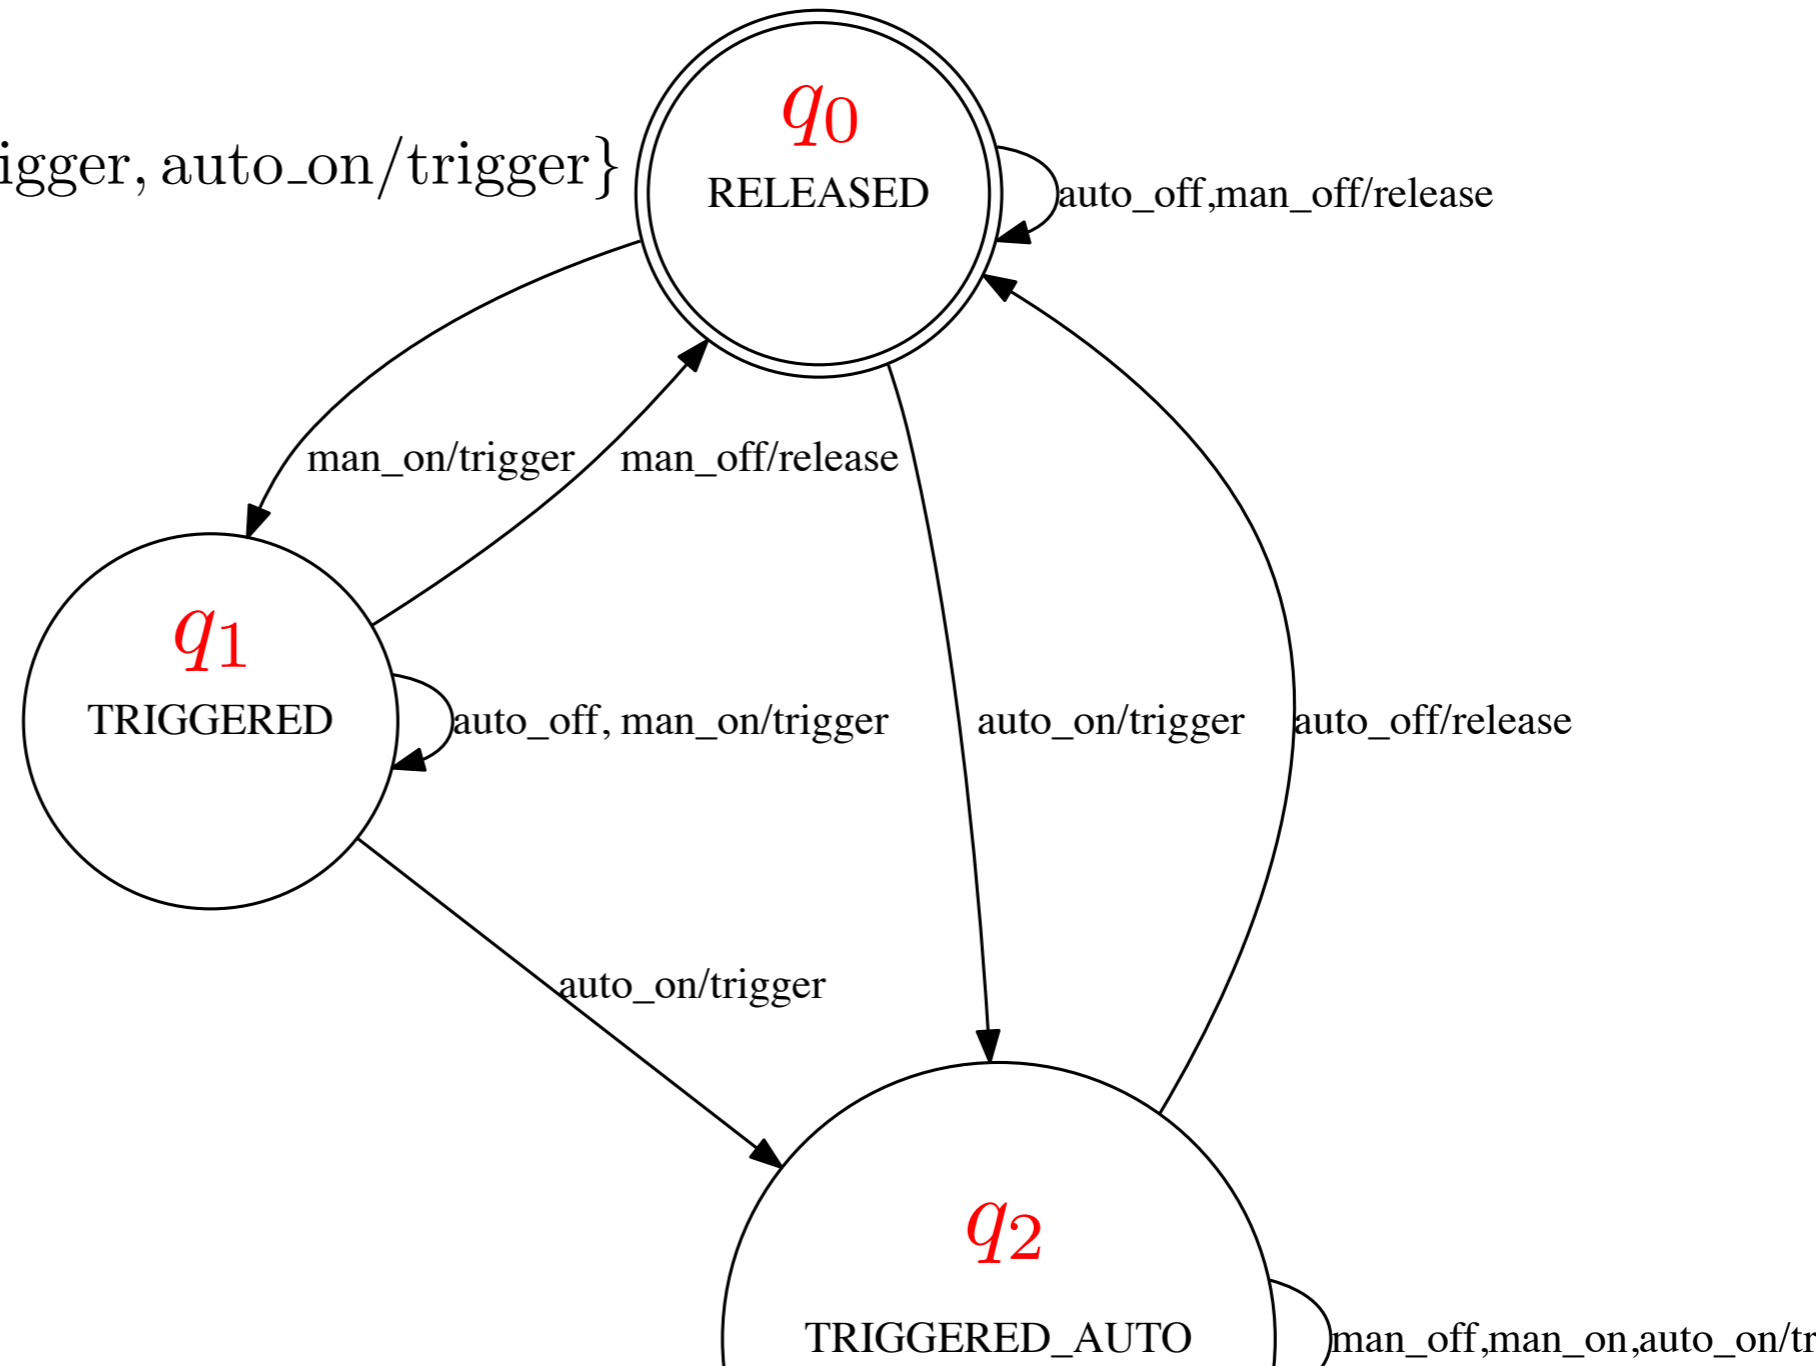 q0
igger, auto_on/trigger}
RELEASED
auto_off,man_off/release
man_on/trigger
man_off/release
q1
TRIGGERED
auto_off, man_on/trigger
auto_on/trigger
auto_off/release
auto_on/trigger
q2
TRIGGERED_AUTO
man_off,man_on,auto_on/tr